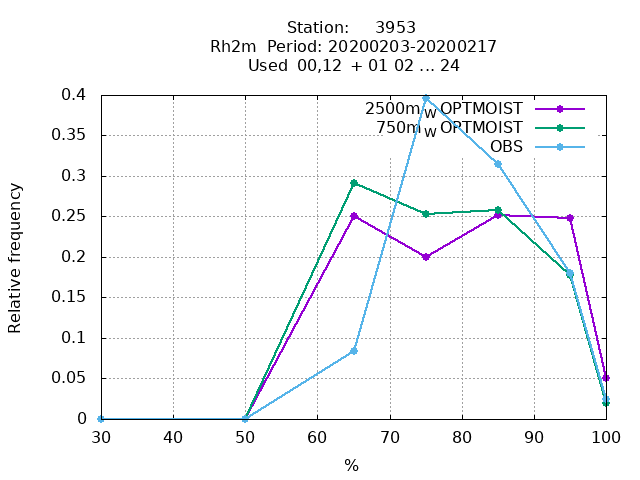 Station: 3953
Rh2m Period: 20200203-20200217
Used 00,12 + 01 02 ... 24
0.4
0.35
0.3
0.25
0.2
0.15
0.1
0.05
0
Relative frequency
2500m_W OPTMOIST
750m_W OPTMOIST
OBS
30 40 50 60 70 80 90 100
%